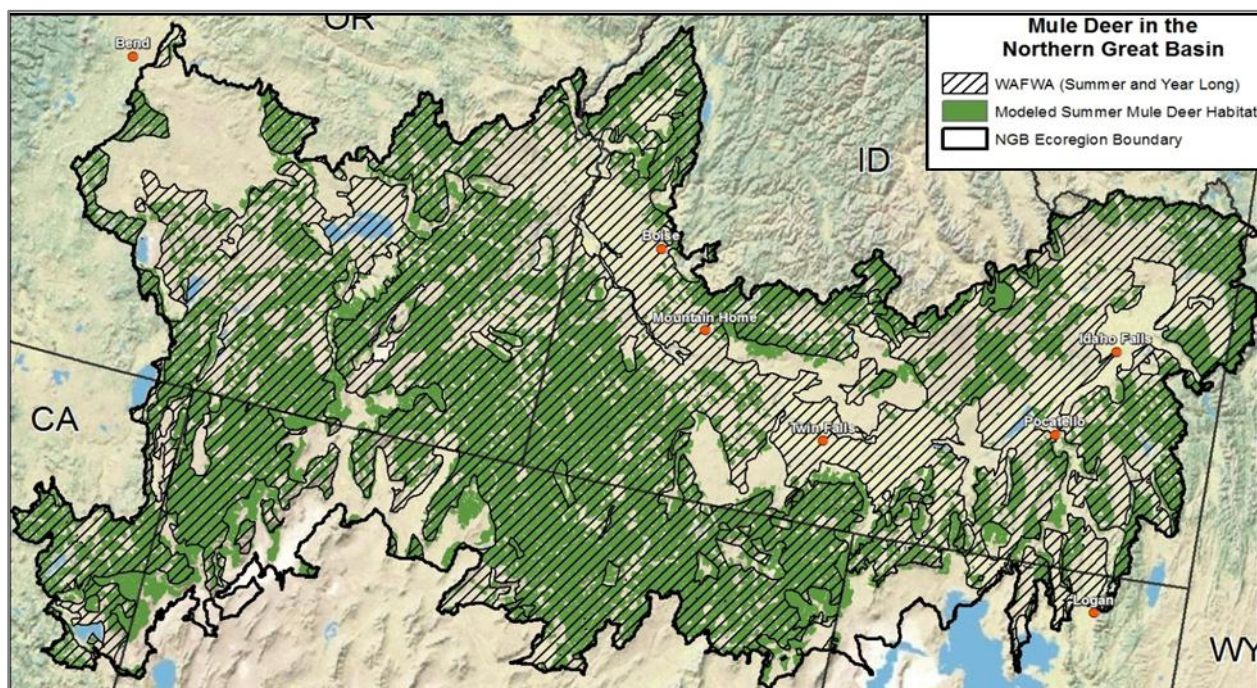 OR
Bend
Mule Deer in the
Northern Great Basin
WAFWA (Summer and Year Long)
Modeled Summer Mule Deer Habitat
NGB Ecoregion Boundary
ID
Boise
Mountain Home
Idaho Falls
CA
Twin Falls
Pocatello
Logan
WY